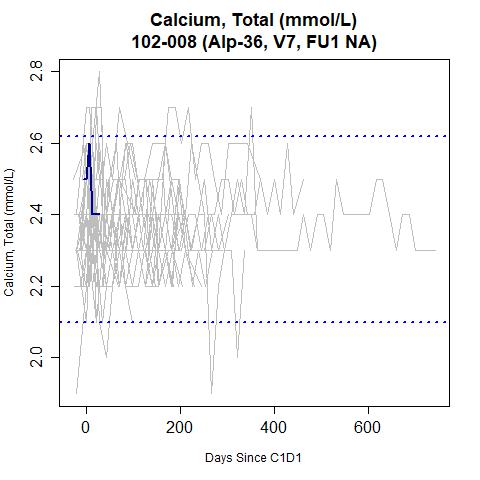 Calcium, Total (mmol/L)
102-008 (Alp-36, V7, FU1 NA)
Calcium, Total (mmol/L)
2.8
2.6
2.4
2.2
2.0
0 200 400 600
Days Since C1D1